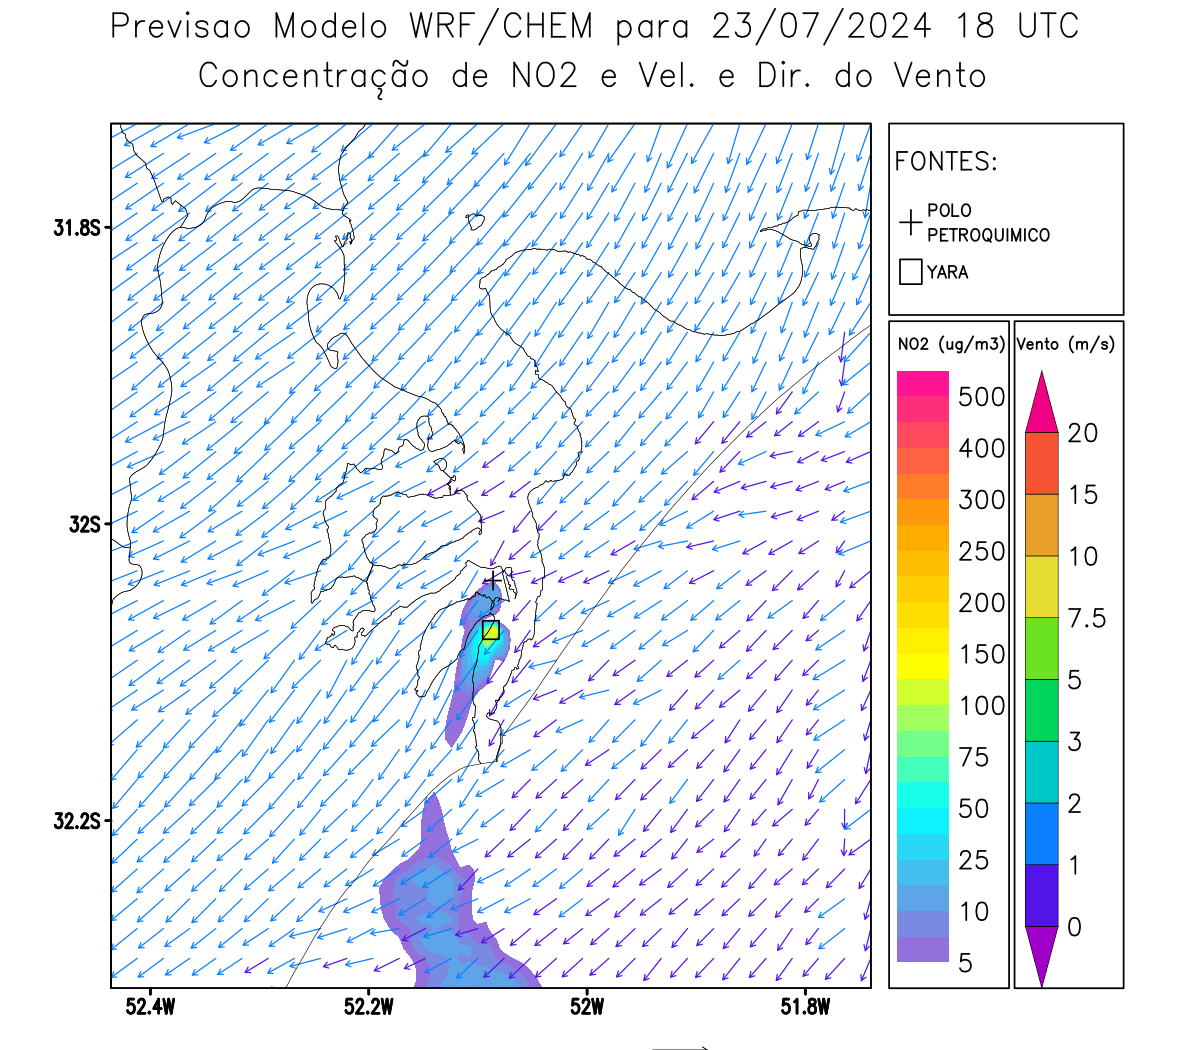 Previsao Modelo WRF/CHEM para 23/07/2024 18 UTC
Concentração de NO2 e Vel. e Dir. do Vento
FONTES:
POLO
PETROQUIMICO
YARA
NO2 (ug/m3)
500
400
300
250
200
150
100
75
50
25
10
5
Vento (m/s)
20
15
10
7.5
5
3
2
1
0
31.8S
32S
32.2S
52.4W
52.2W
52W
51.8W